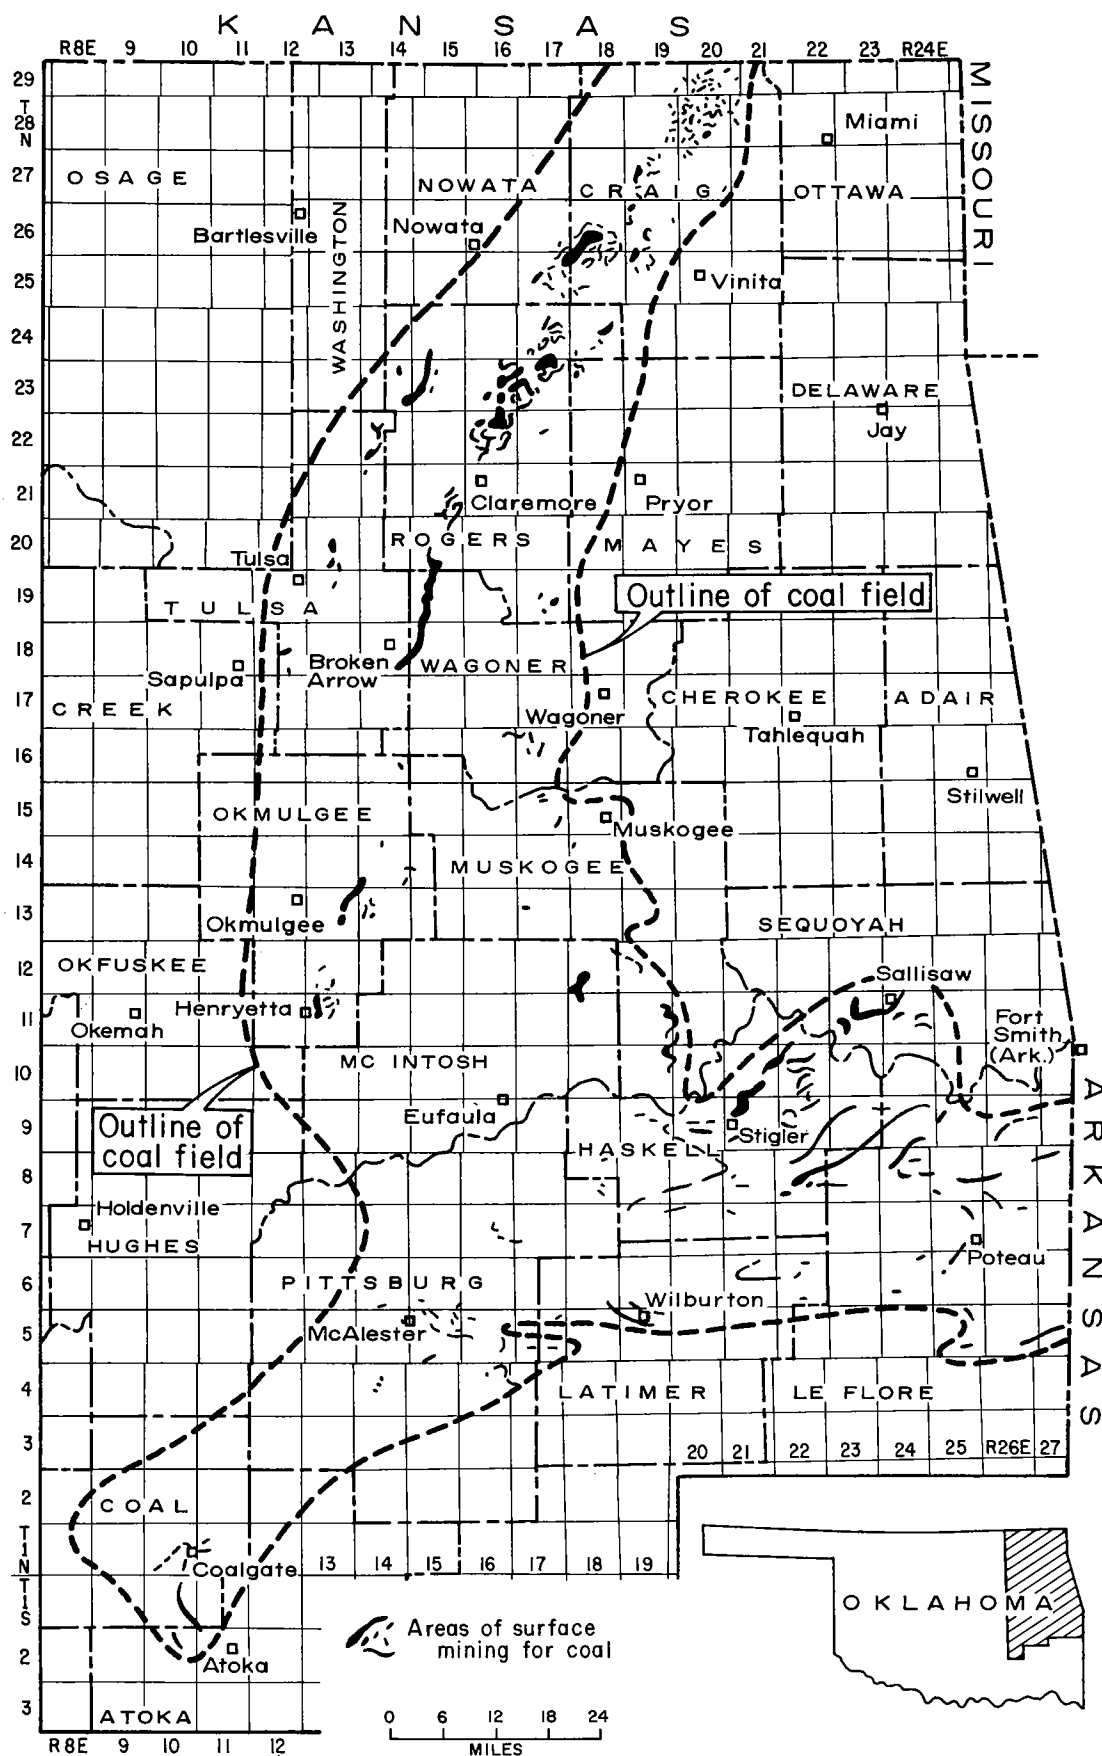 K A N S A S
R8E 9 10 11 12 13 14 15 16 17 18 19 20 21 22 23 R24E
29
T
28
N
27
26
25
24
23
22
21
20
19
18
17
16
15
14
13
12
11
10
9
8
7
6
5
4
3
2
T
1
N
T
1
S
2
3
MISSOURI
ARKANSAS
Miami
OSAGE
NOWATA
CRAIG
OTTAWA
WASHINGTON
Bartlesville
Nowata
Vinita
DELAWARE
Jay
Claremore
Pryor
ROGERS
MAYES
Tulsa
TULSA
Outline of coal field
Broken
Arrow
WAGONER
Sapulpa
CREEK
Wagoner
CHEROKEE
ADAIR
Tahlequah
Stilwell
OKMULGEE
Muskogee
MUSKOGEE
Okmulgee
SEQUOYAH
OKFUSKEE
Sallisaw
Henryetta
Okemah
Fort
Smith
(Ark.)
MC INTOSH
Eufaula
Outline of
coal field
Stigler
HASKELL
Holdenville
HUGHES
Poteau
PITTSBURG
Wilburton
McAlester
LATIMER
LE FLORE
20 21 22 23 24 25 R26E 27
COAL
Coalgate
13 14 15 16 17 18 19
OKLAHOMA
Areas of surface
mining for coal
Atoka
ATOKA
0 6 12 18 24
MILES
R8E 9 10 11 12